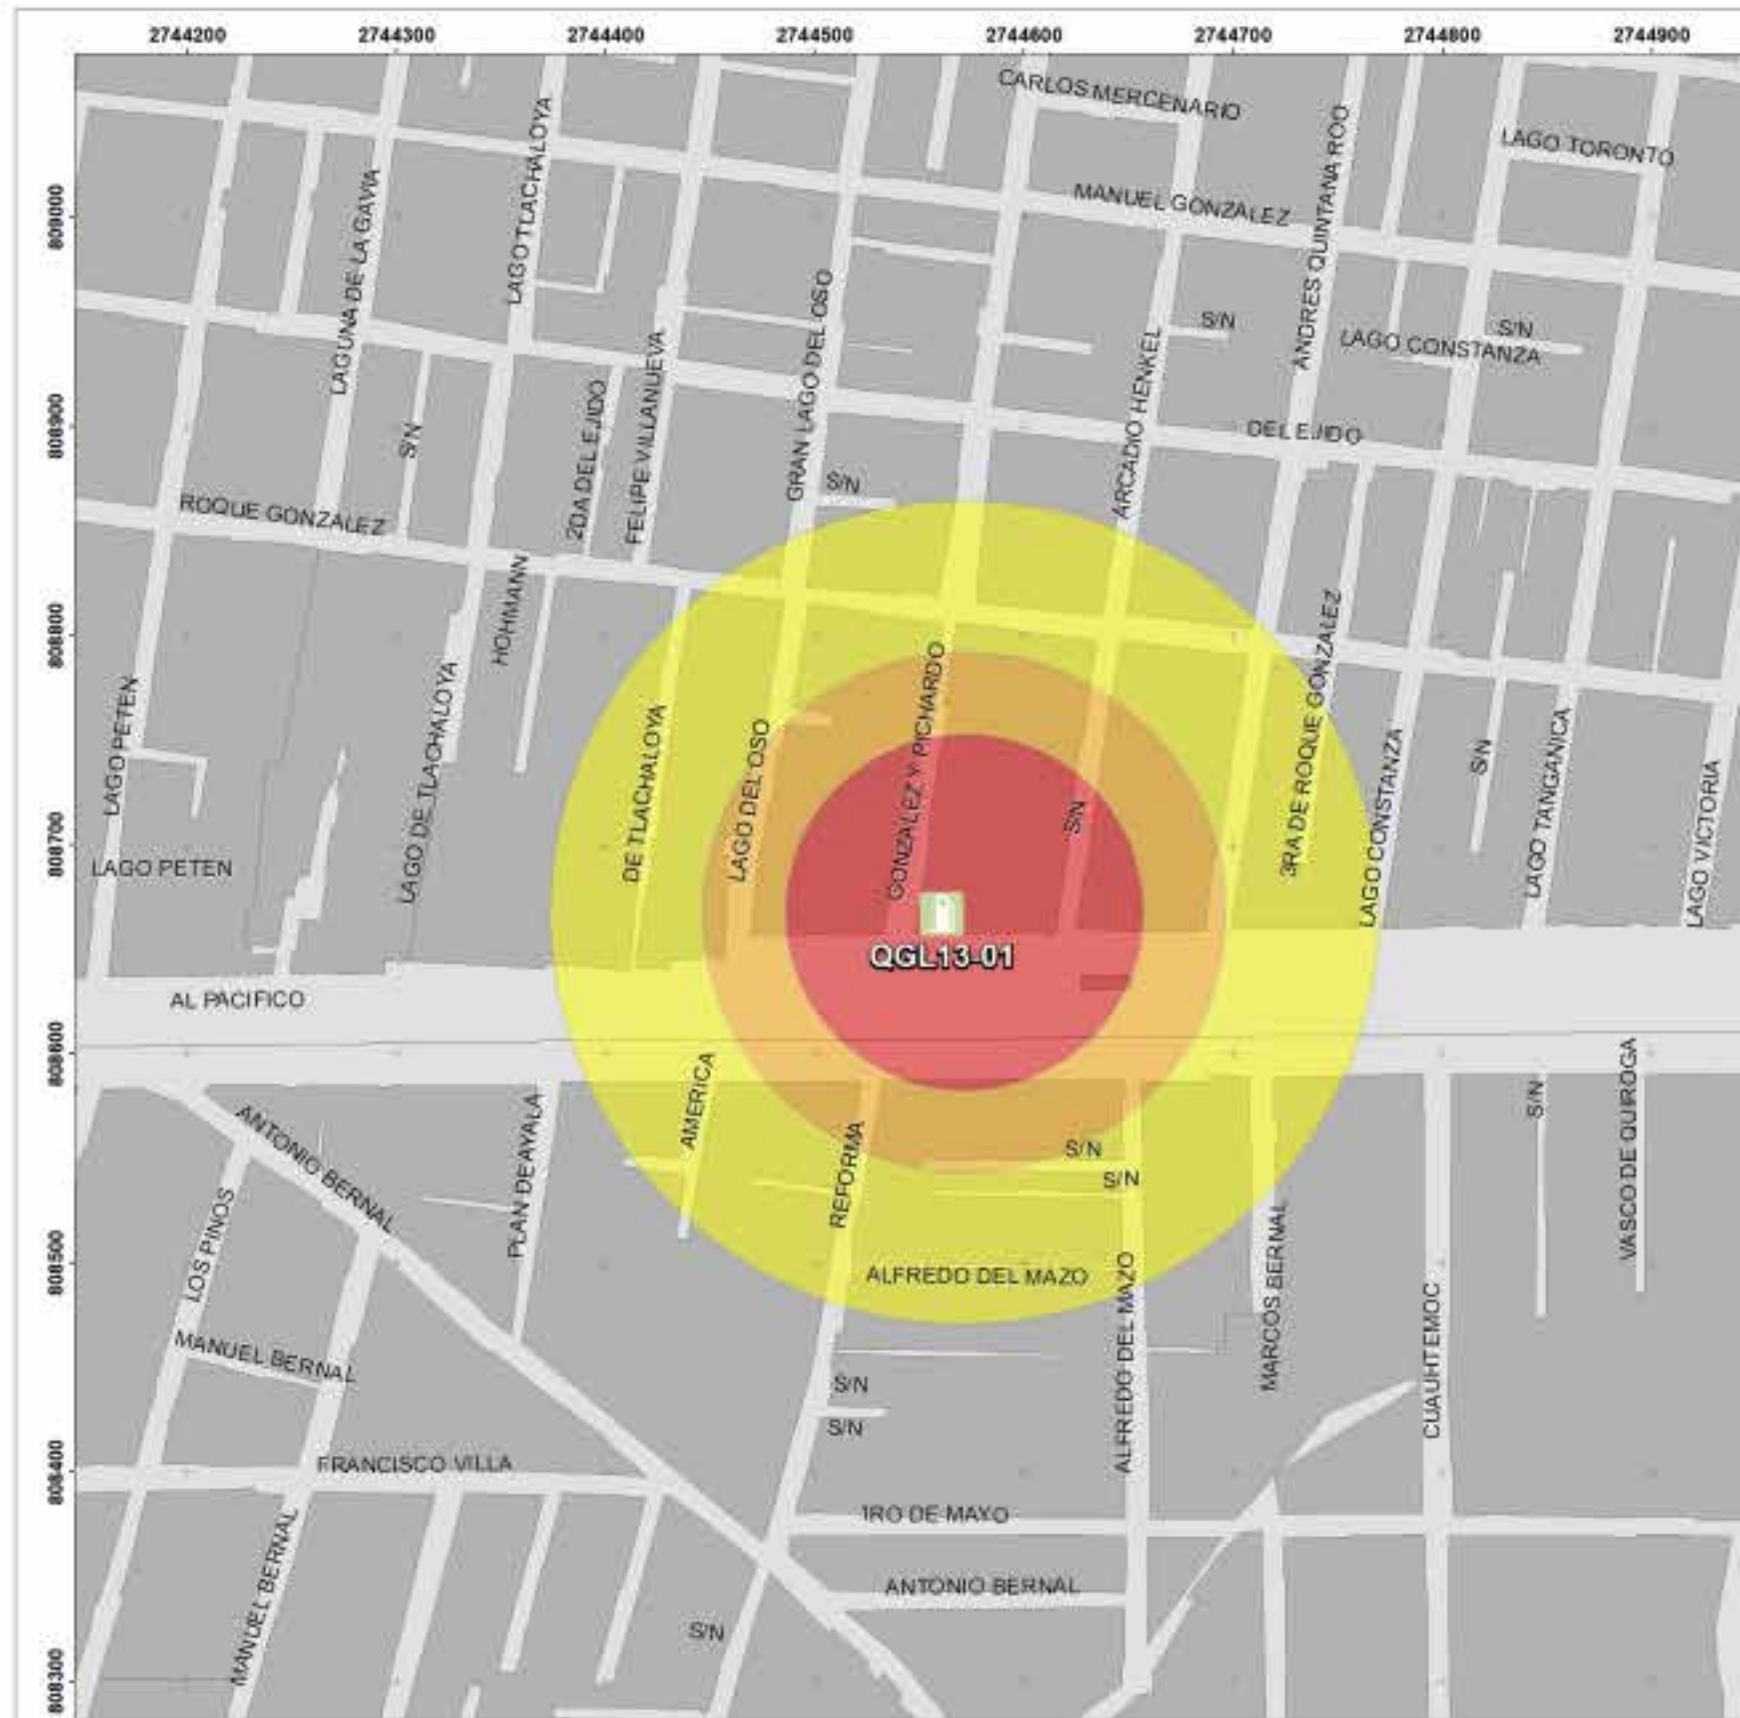 2744200 2744300 2744400 2744500 2744600 2744700 2744800 2744900
CARLOS MERCENARIO
LAGO TORONTO
LAGO TLACHALOYA
ANDRES QUINTANA ROO
LAGUNA DE LA GAVIA
MANUEL GONZALEZ
809000
GRAN LAGO DEL OSO
S/N
S/N
LAGO CONSTANZA
ARCADIO HENKEL
FELIPE VILLANUEVA
2DA DEL EJIDO
808900
S/N
DEL EJIDO
S/N
ROQUE GONZALEZ
HOHMANN
808800
3RA DE ROQUE GONZALEZ
GONZALEZ Y PICHARDO
LAGO PETEN
LAGO DE TLACHALOYA
DE TLACHALOYA
LAGO DEL OSO
S/N
LAGO CONSTANZA
S/N
LAGO TANGANICA
LAGO VICTORIA
808700
LAGO PETEN
QGL13-01
AL PACIFICO
808600
AMERICA
PLAN DE AYALA
ANTONIO BERNAL
REFORMA
S/N
S/N
S/N
VASCO DE QUIROGA
LOS PINOS
808500
ALFREDO DEL MAZO
ALFREDO DEL MAZO
MARCOS BERNAL
CUAUHTEMOC
MANUEL BERNAL
S/N
S/N
808400
FRANCISCO VILLA
1RO DE MAYO
MANUEL BERNAL
ANTONIO BERNAL
S/N
808300